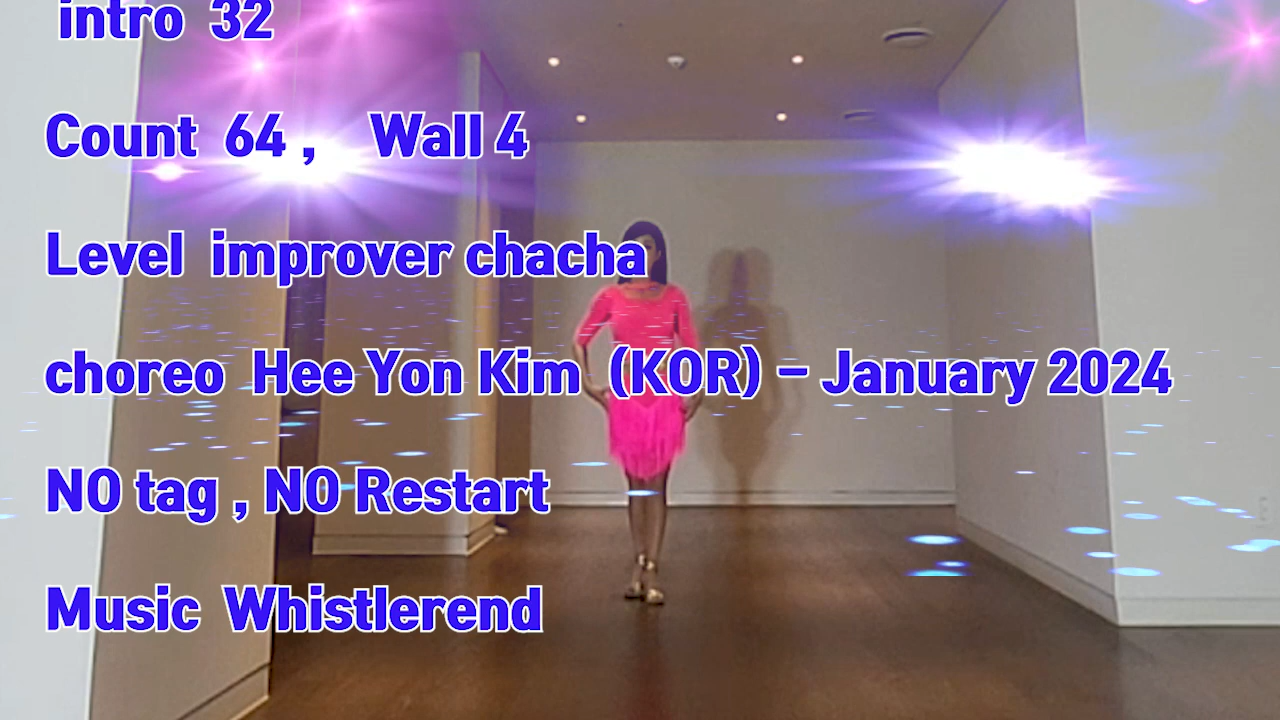 intro 32
Count 64 , Wall 4
Level improver chacha
choreo Hee Yon Kim (KOR) - January 2024
NO tag , NO Restart
Music Whistlerend